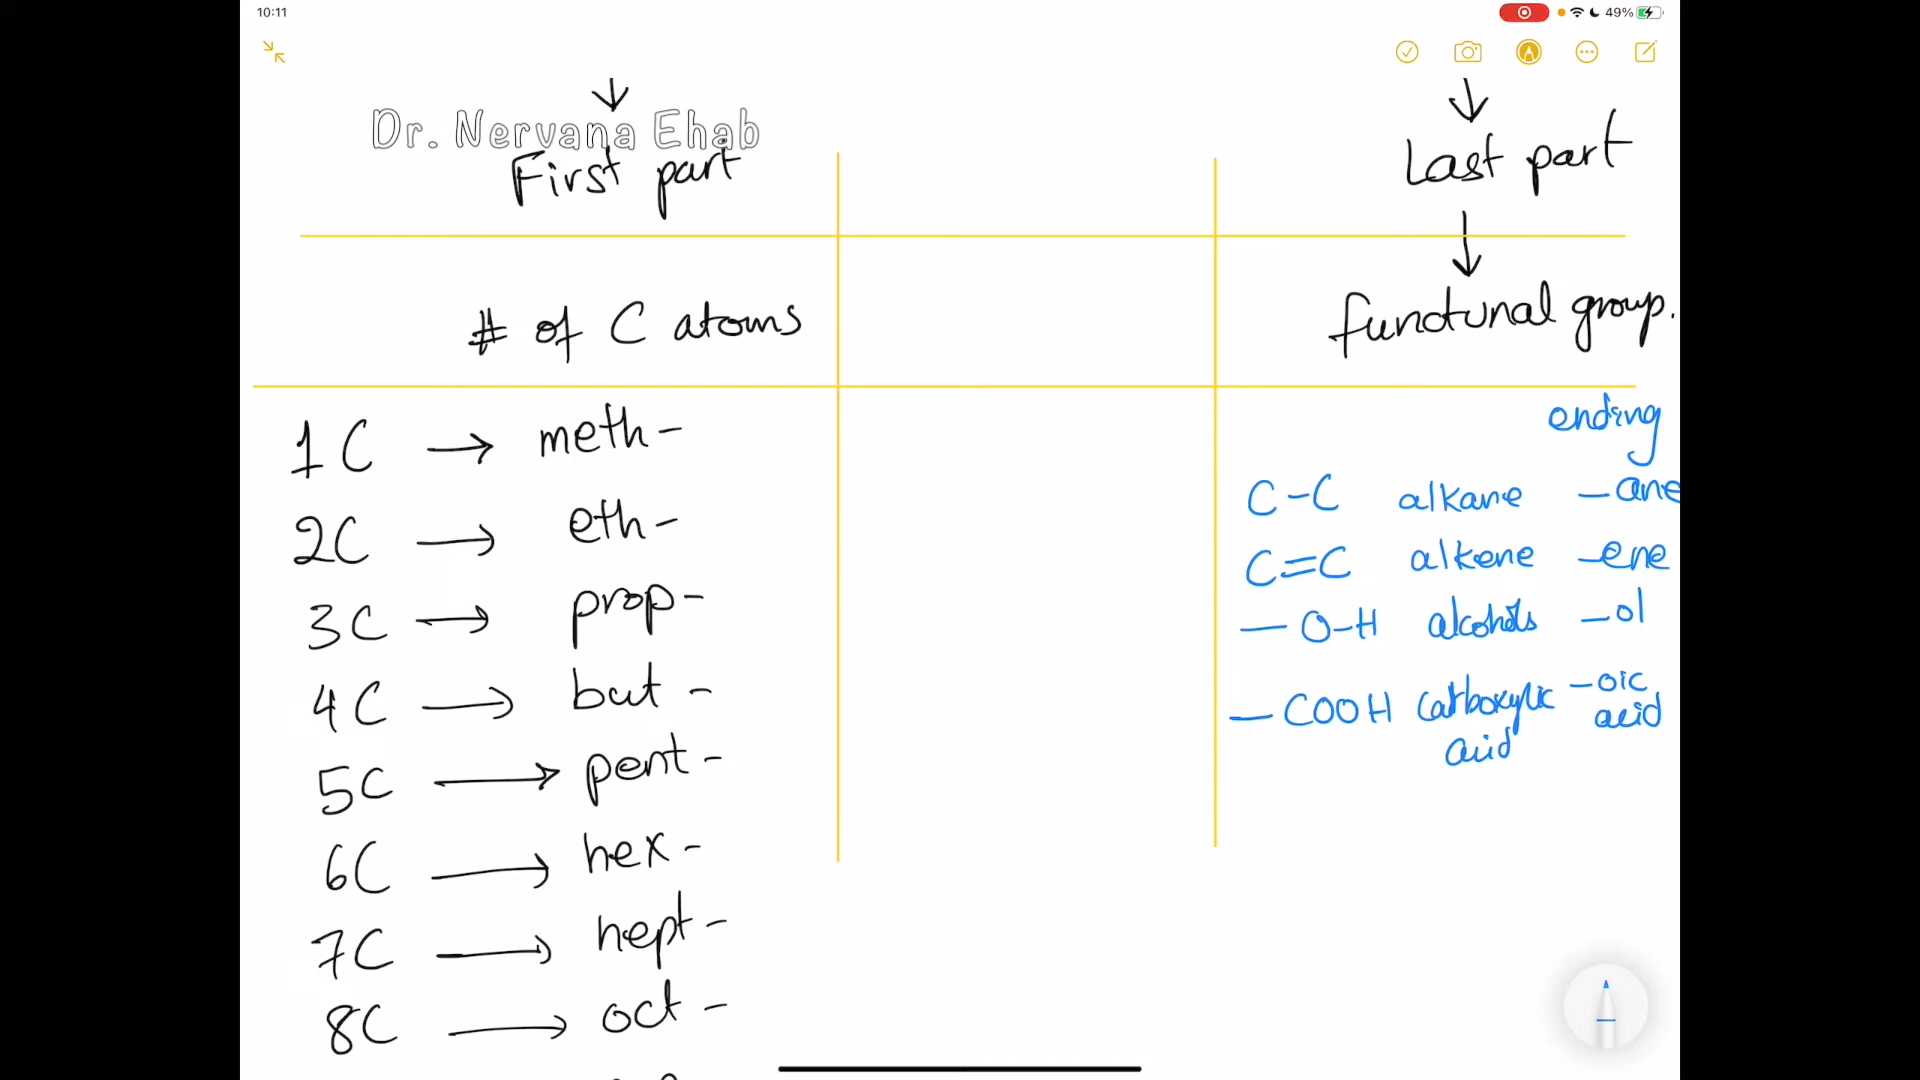 10:11
49%
↓
↓
Dr. Nervana Ehab
First part
Last part
↓
# of C atoms
functunal group.
ending
1C → meth-
C-C alkane -ane
2C → eth-
C=C alkene -ene
3C → prop-
-O-H alcohols -ol
4C → but-
-COOH carboxylic acid -oic acid
5C → pent-
6C → hex-
7C → hept-
8C → oct-